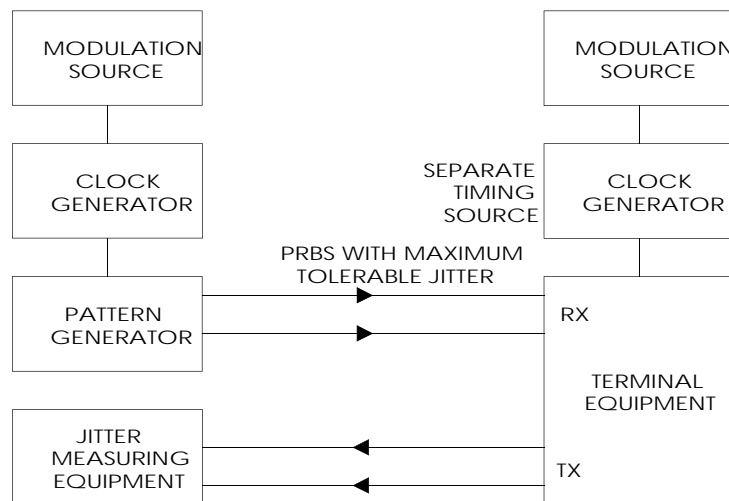 MODULATION
SOURCE
MODULATION
SOURCE
CLOCK
GENERATOR
SEPARATE
TIMING
SOURCE
CLOCK
GENERATOR
PRBS WITH MAXIMUM
TOLERABLE JITTER
PATTERN
GENERATOR
RX
TERMINAL
EQUIPMENT
JITTER
MEASURING
EQUIPMENT
TX